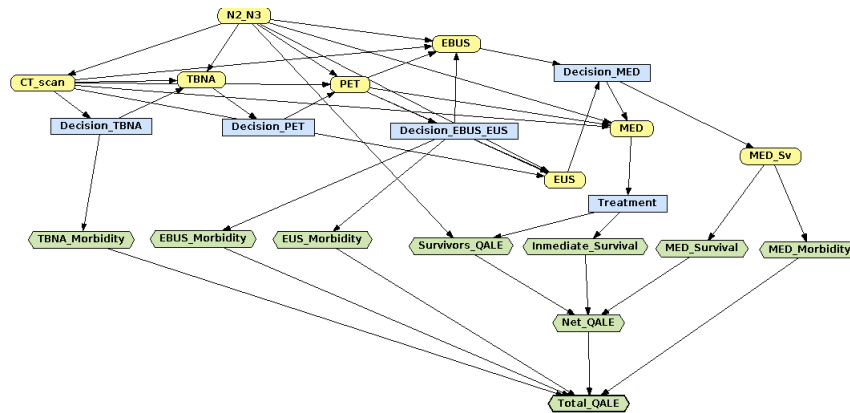 N2_N3
EBUS
CT_scan
TBNA
PET
Decision_MED
Decision_TBNA
Decision_PET
Decision_EBUS_EUS
MED
MED_Sv
EUS
Treatment
TBNA_Morbidity
EBUS_Morbidity
EUS_Morbidity
Survivors_QALE
Inmediate_Survival
MED_Survival
MED_Morbidity
Net_QALE
Total_QALE